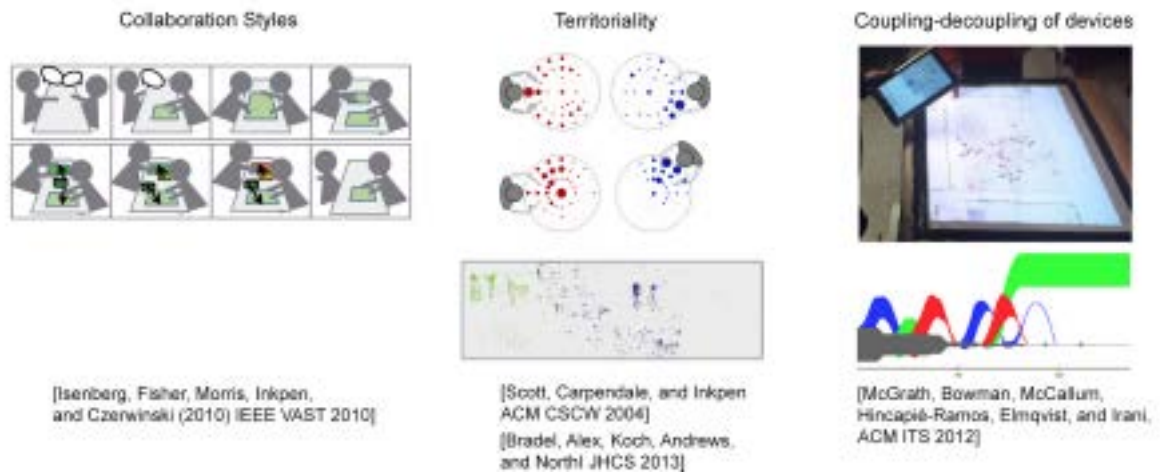 Collaboration Styles
Territoriality
Coupling-decoupling of devices
[Isenberg, Fisher, Morris, Inkpen,
and Czerwinski (2010) IEEE VAST 2010]
[Scott, Carpendale, and Inkpen
ACM CSCW 2004]
[Bradel, Alex, Koch, Andrews,
and NorthI JHCS 2013]
[McGrath, Bowman, McCallum,
Hincapié-Ramos, Elmqvist, and Irani,
ACM ITS 2012]